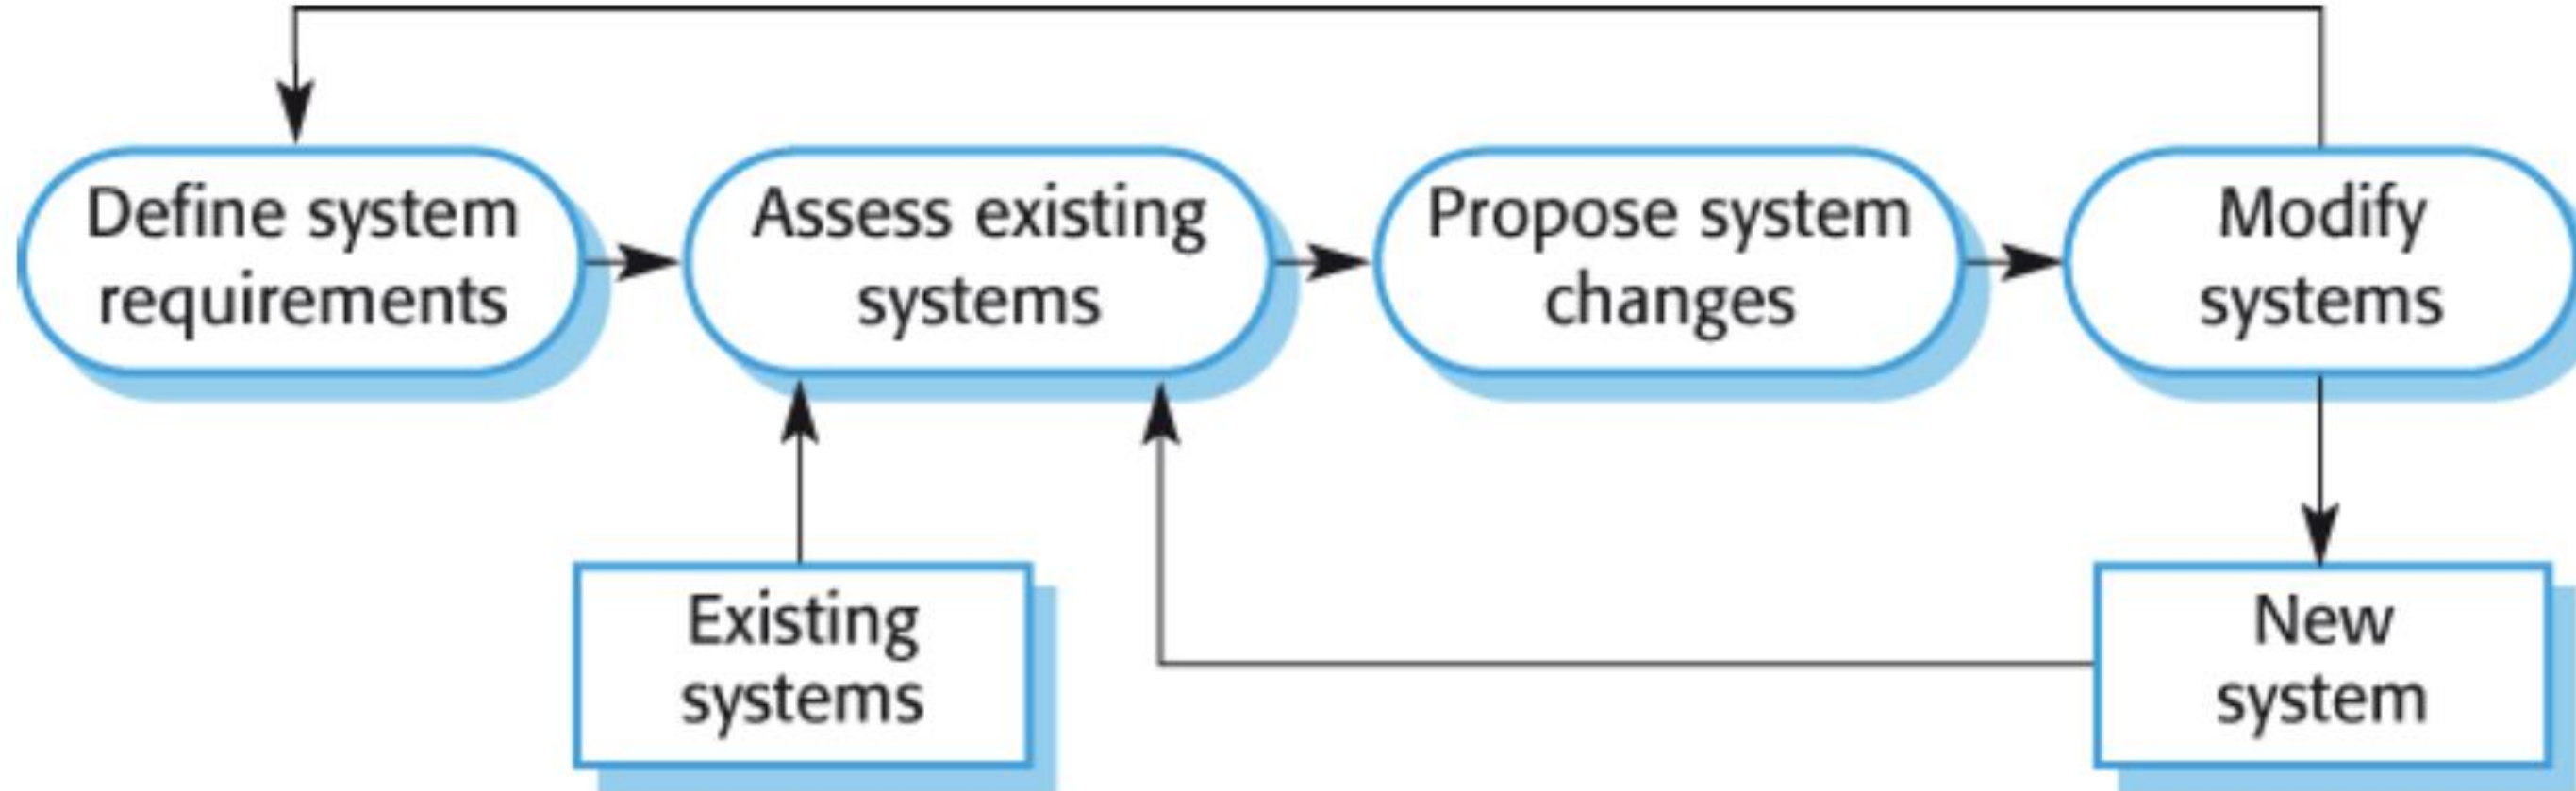 Define system
requirements
Assess existing
systems
Propose system
changes
Modify
systems
Existing
systems
New
system